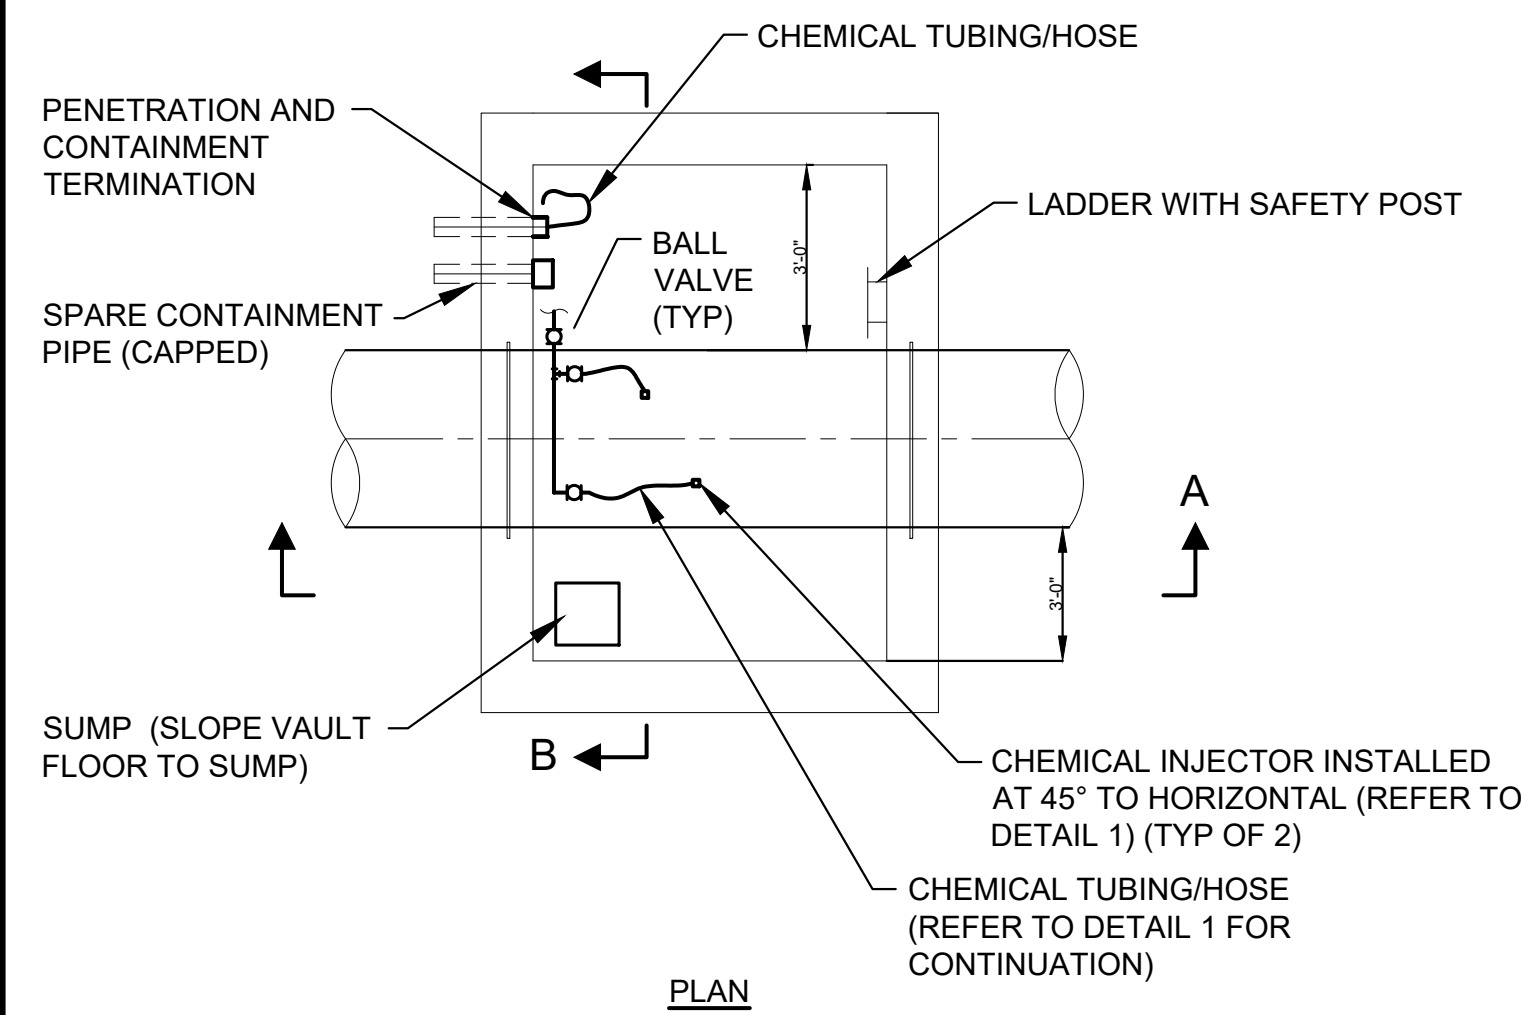 CHEMICAL TUBING/HOSE
PENETRATION AND
CONTAINMENT
TERMINATION
LADDER WITH SAFETY POST
BALL
VALVE
(TYP)
3'-0"
SPARE CONTAINMENT
PIPE (CAPPED)
A
3'-0"
SUMP (SLOPE VAULT
FLOOR TO SUMP)
B
CHEMICAL INJECTOR INSTALLED
AT 45° TO HORIZONTAL (REFER TO
DETAIL 1) (TYP OF 2)
CHEMICAL TUBING/HOSE
(REFER TO DETAIL 1 FOR
CONTINUATION)
PLAN